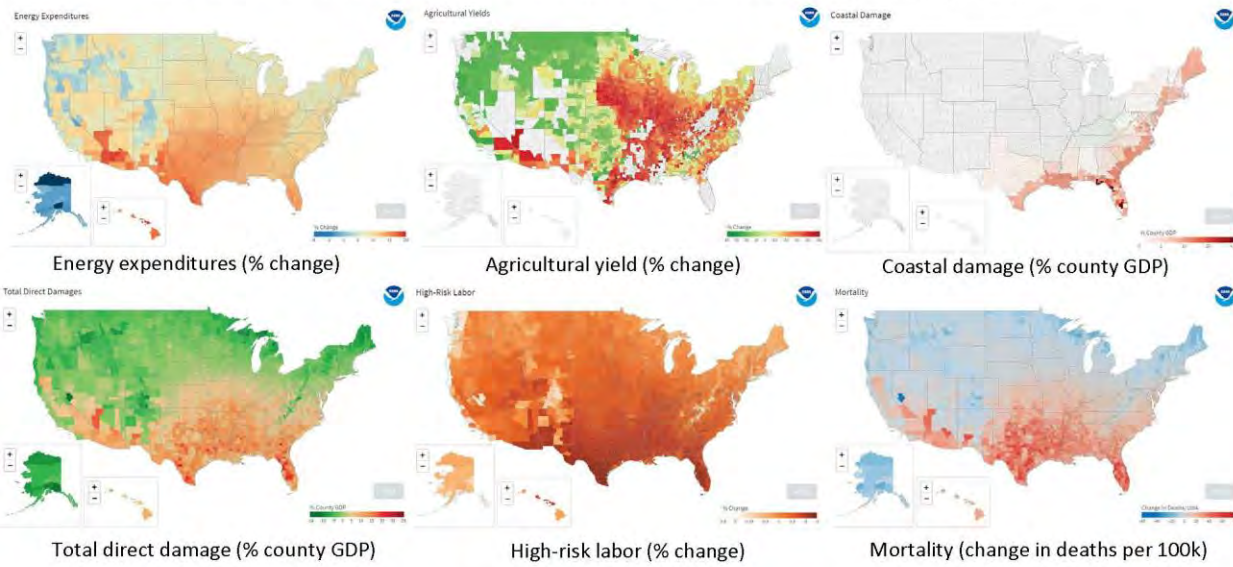 Energy Expenditures
Agricultural Yields
Coastal Damage
+
−
+
−
+
−
+
−
+
−
+
−
+
−
+
−
+
−
% Change
% Change
% County GDP
Energy expenditures (% change)
Agricultural yield (% change)
Coastal damage (% county GDP)
Total Direct Damages
High-Risk Labor
Mortality
+
−
+
−
+
−
+
−
+
−
+
−
+
−
+
−
+
−
% County GDP
% Change
Change in Deaths/100k
Total direct damage (% county GDP)
High-risk labor (% change)
Mortality (change in deaths per 100k)